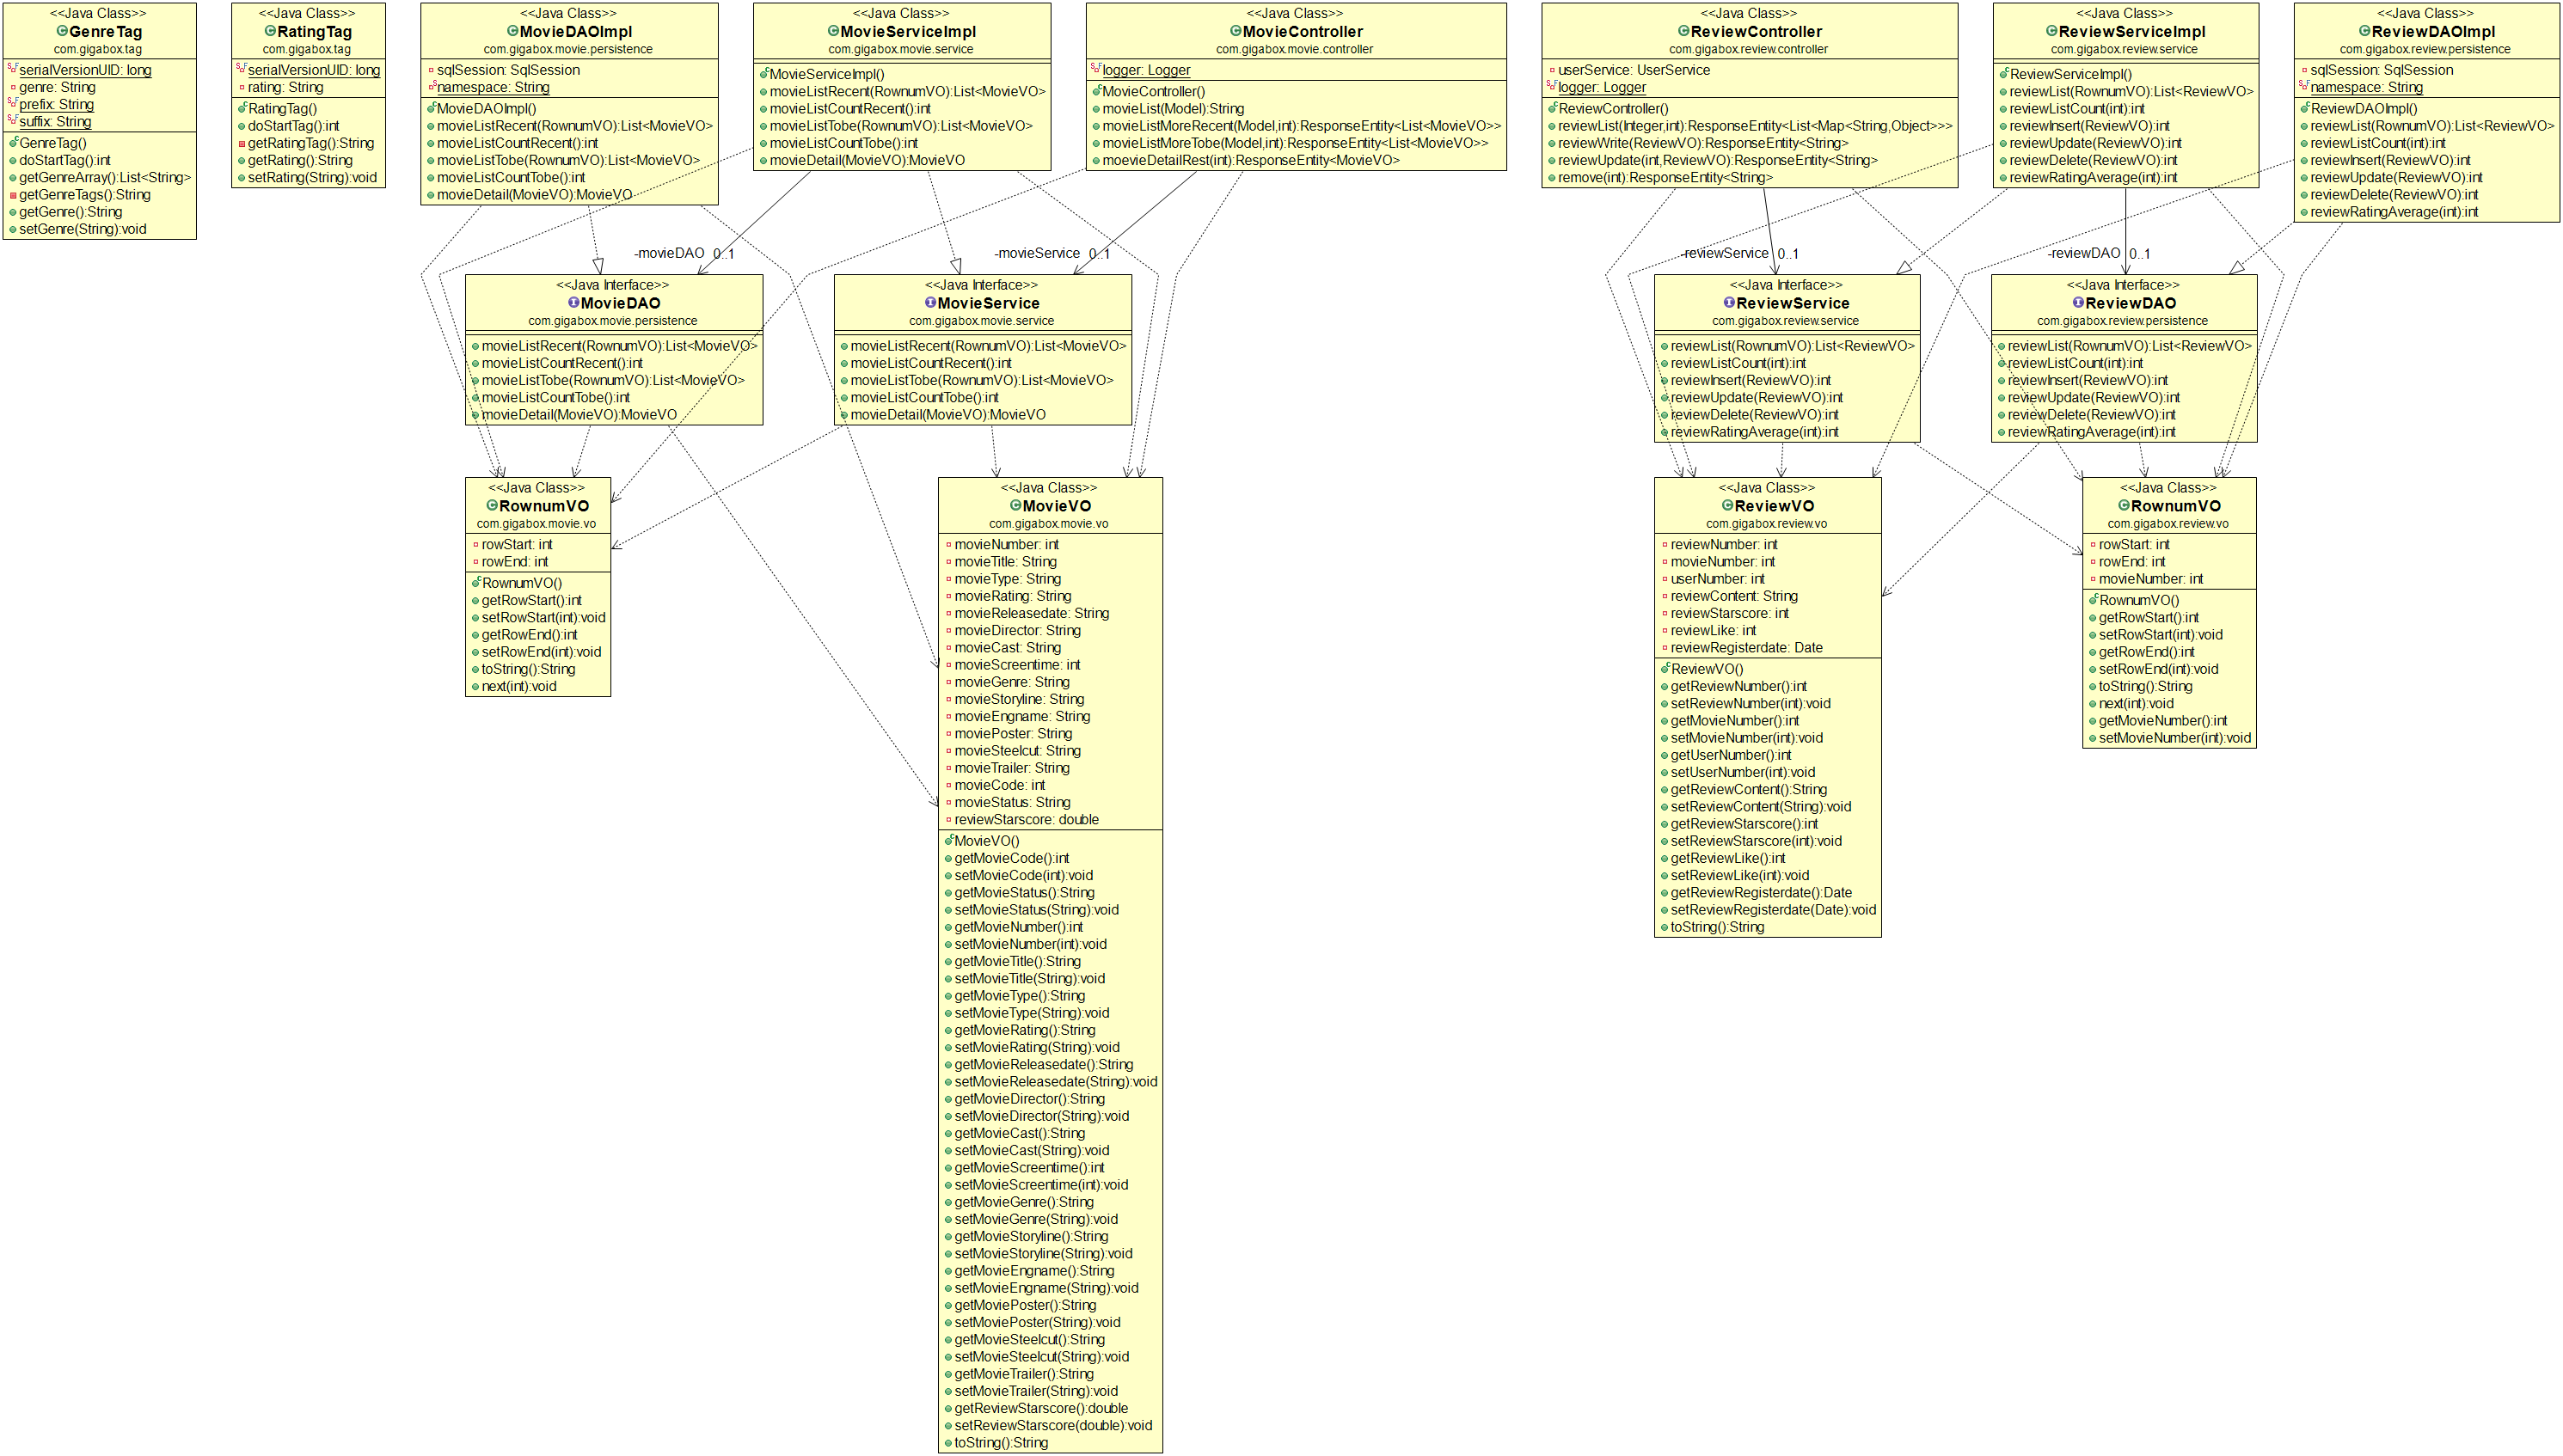 <<Java Class>>
GenreTag
com.gigabox.tag
serialVersionUID: long
genre: String
prefix: String
suffix: String
GenreTag()
doStartTag():int
getGenreArray():List<String>
getGenreTags():String
getGenre():String
setGenre(String):void
<<Java Class>>
RatingTag
com.gigabox.tag
serialVersionUID: long
rating: String
RatingTag()
doStartTag():int
getRatingTag():String
getRating():String
setRating(String):void
<<Java Class>>
MovieDAOImpl
com.gigabox.movie.persistence
sqlSession: SqlSession
namespace: String
MovieDAOImpl()
movieListRecent(RownumVO):List<MovieVO>
movieListCountRecent():int
movieListTobe(RownumVO):List<MovieVO>
movieListCountTobe():int
movieDetail(MovieVO):MovieVO
<<Java Class>>
MovieServiceImpl
com.gigabox.movie.service
MovieServiceImpl()
movieListRecent(RownumVO):List<MovieVO>
movieListCountRecent():int
movieListTobe(RownumVO):List<MovieVO>
movieListCountTobe():int
movieDetail(MovieVO):MovieVO
<<Java Class>>
MovieController
com.gigabox.movie.controller
logger: Logger
MovieController()
movieList(Model):String
movieListMoreRecent(Model,int):ResponseEntity<List<MovieVO>>
movieListMoreTobe(Model,int):ResponseEntity<List<MovieVO>>
moevieDetailRest(int):ResponseEntity<MovieVO>
<<Java Class>>
ReviewController
com.gigabox.review.controller
userService: UserService
logger: Logger
ReviewController()
reviewList(Integer,int):ResponseEntity<List<Map<String,Object>>>
reviewWrite(ReviewVO):ResponseEntity<String>
reviewUpdate(int,ReviewVO):ResponseEntity<String>
remove(int):ResponseEntity<String>
<<Java Class>>
ReviewServiceImpl
com.gigabox.review.service
ReviewServiceImpl()
reviewList(RownumVO):List<ReviewVO>
reviewListCount(int):int
reviewInsert(ReviewVO):int
reviewUpdate(ReviewVO):int
reviewDelete(ReviewVO):int
reviewRatingAverage(int):int
<<Java Class>>
ReviewDAOImpl
com.gigabox.review.persistence
sqlSession: SqlSession
namespace: String
ReviewDAOImpl()
reviewList(RownumVO):List<ReviewVO>
reviewListCount(int):int
reviewInsert(ReviewVO):int
reviewUpdate(ReviewVO):int
reviewDelete(ReviewVO):int
reviewRatingAverage(int):int
-movieDAO 0..1
-movieService 0..1
-reviewService 0..1
-reviewDAO 0..1
<<Java Interface>>
MovieDAO
com.gigabox.movie.persistence
movieListRecent(RownumVO):List<MovieVO>
movieListCountRecent():int
movieListTobe(RownumVO):List<MovieVO>
movieListCountTobe():int
movieDetail(MovieVO):MovieVO
<<Java Interface>>
MovieService
com.gigabox.movie.service
movieListRecent(RownumVO):List<MovieVO>
movieListCountRecent():int
movieListTobe(RownumVO):List<MovieVO>
movieListCountTobe():int
movieDetail(MovieVO):MovieVO
<<Java Interface>>
ReviewService
com.gigabox.review.service
reviewList(RownumVO):List<ReviewVO>
reviewListCount(int):int
reviewInsert(ReviewVO):int
reviewUpdate(ReviewVO):int
reviewDelete(ReviewVO):int
reviewRatingAverage(int):int
<<Java Interface>>
ReviewDAO
com.gigabox.review.persistence
reviewList(RownumVO):List<ReviewVO>
reviewListCount(int):int
reviewInsert(ReviewVO):int
reviewUpdate(ReviewVO):int
reviewDelete(ReviewVO):int
reviewRatingAverage(int):int
<<Java Class>>
RownumVO
com.gigabox.movie.vo
rowStart: int
rowEnd: int
RownumVO()
getRowStart():int
setRowStart(int):void
getRowEnd():int
setRowEnd(int):void
toString():String
next(int):void
<<Java Class>>
MovieVO
com.gigabox.movie.vo
movieNumber: int
movieTitle: String
movieType: String
movieRating: String
movieReleasedate: String
movieDirector: String
movieCast: String
movieScreentime: int
movieGenre: String
movieStoryline: String
movieEngname: String
moviePoster: String
movieSteelcut: String
movieTrailer: String
movieCode: int
movieStatus: String
reviewStarscore: double
MovieVO()
getMovieCode():int
setMovieCode(int):void
getMovieStatus():String
setMovieStatus(String):void
getMovieNumber():int
setMovieNumber(int):void
getMovieTitle():String
setMovieTitle(String):void
getMovieType():String
setMovieType(String):void
getMovieRating():String
setMovieRating(String):void
getMovieReleasedate():String
setMovieReleasedate(String):void
getMovieDirector():String
setMovieDirector(String):void
getMovieCast():String
setMovieCast(String):void
getMovieScreentime():int
setMovieScreentime(int):void
getMovieGenre():String
setMovieGenre(String):void
getMovieStoryline():String
setMovieStoryline(String):void
getMovieEngname():String
setMovieEngname(String):void
getMoviePoster():String
setMoviePoster(String):void
getMovieSteelcut():String
setMovieSteelcut(String):void
getMovieTrailer():String
setMovieTrailer(String):void
getReviewStarscore():double
setReviewStarscore(double):void
toString():String
<<Java Class>>
ReviewVO
com.gigabox.review.vo
reviewNumber: int
movieNumber: int
userNumber: int
reviewContent: String
reviewStarscore: int
reviewLike: int
reviewRegisterdate: Date
ReviewVO()
getReviewNumber():int
setReviewNumber(int):void
getMovieNumber():int
setMovieNumber(int):void
getUserNumber():int
setUserNumber(int):void
getReviewContent():String
setReviewContent(String):void
getReviewStarscore():int
setReviewStarscore(int):void
getReviewLike():int
setReviewLike(int):void
getReviewRegisterdate():Date
setReviewRegisterdate(Date):void
toString():String
<<Java Class>>
RownumVO
com.gigabox.review.vo
rowStart: int
rowEnd: int
movieNumber: int
RownumVO()
getRowStart():int
setRowStart(int):void
getRowEnd():int
setRowEnd(int):void
toString():String
next(int):void
getMovieNumber():int
setMovieNumber(int):void